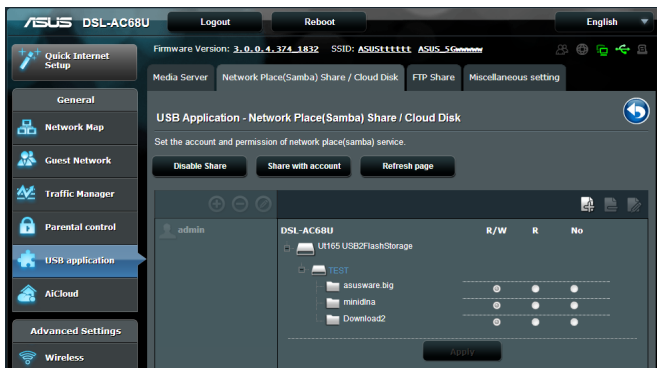 ASUS DSL-AC68U Logout Reboot English
Quick Internet Setup
Firmware Version: 3.0.0.4.374_1832 SSID: ASUStttttt ASUS_5Gwwwww
Media Server Network Place(Samba) Share / Cloud Disk FTP Share Miscellaneous setting
General
Network Map
Guest Network
Traffic Manager
Parental control
USB application
AiCloud
Advanced Settings
Wireless
USB Application - Network Place(Samba) Share / Cloud Disk
Set the account and permission of network place(samba) service.
Disable Share Share with account Refresh page
admin
DSL-AC68U R/W R No
Ut165 USB2FlashStorage
TEST
asusware.big
minidlna
Download2
Apply